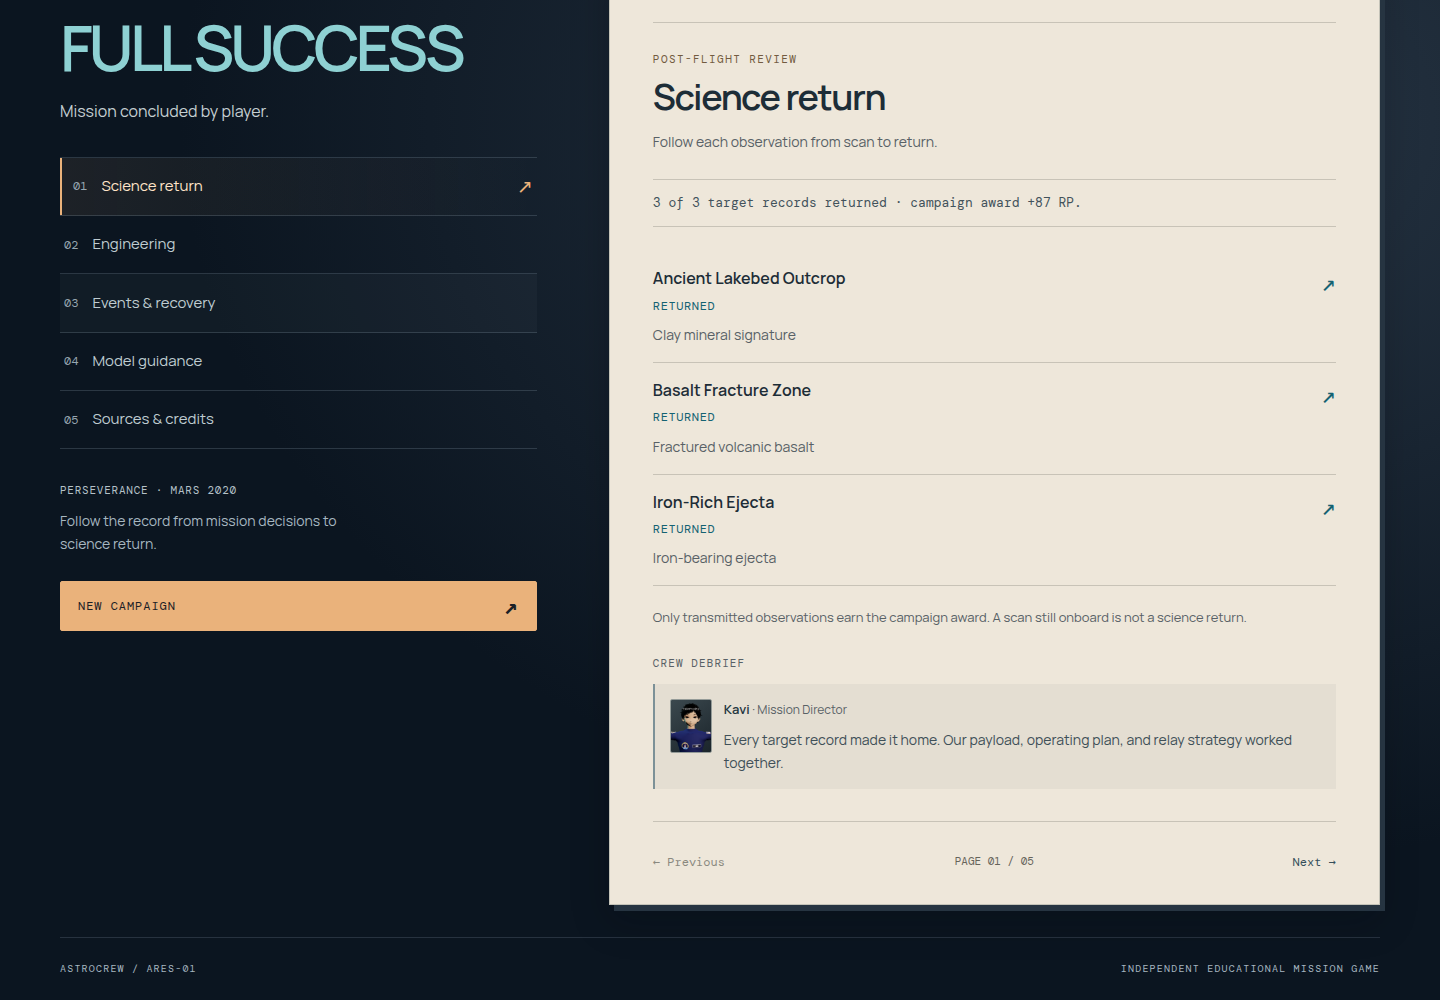 FULL SUCCESS
Mission concluded by player.
01 Science return ↗
02 Engineering
03 Events & recovery
04 Model guidance
05 Sources & credits
PERSEVERANCE · MARS 2020
Follow the record from mission decisions to
science return.
NEW CAMPAIGN ↗
POST-FLIGHT REVIEW
Science return
Follow each observation from scan to return.
3 of 3 target records returned · campaign award +87 RP.
Ancient Lakebed Outcrop ↗
RETURNED
Clay mineral signature
Basalt Fracture Zone ↗
RETURNED
Fractured volcanic basalt
Iron-Rich Ejecta ↗
RETURNED
Iron-bearing ejecta
Only transmitted observations earn the campaign award. A scan still onboard is not a science return.
CREW DEBRIEF
Kavi · Mission Director
Every target record made it home. Our payload, operating plan, and relay strategy worked
together.
← Previous PAGE 01 / 05 Next →
ASTROCREW / ARES-01 INDEPENDENT EDUCATIONAL MISSION GAME